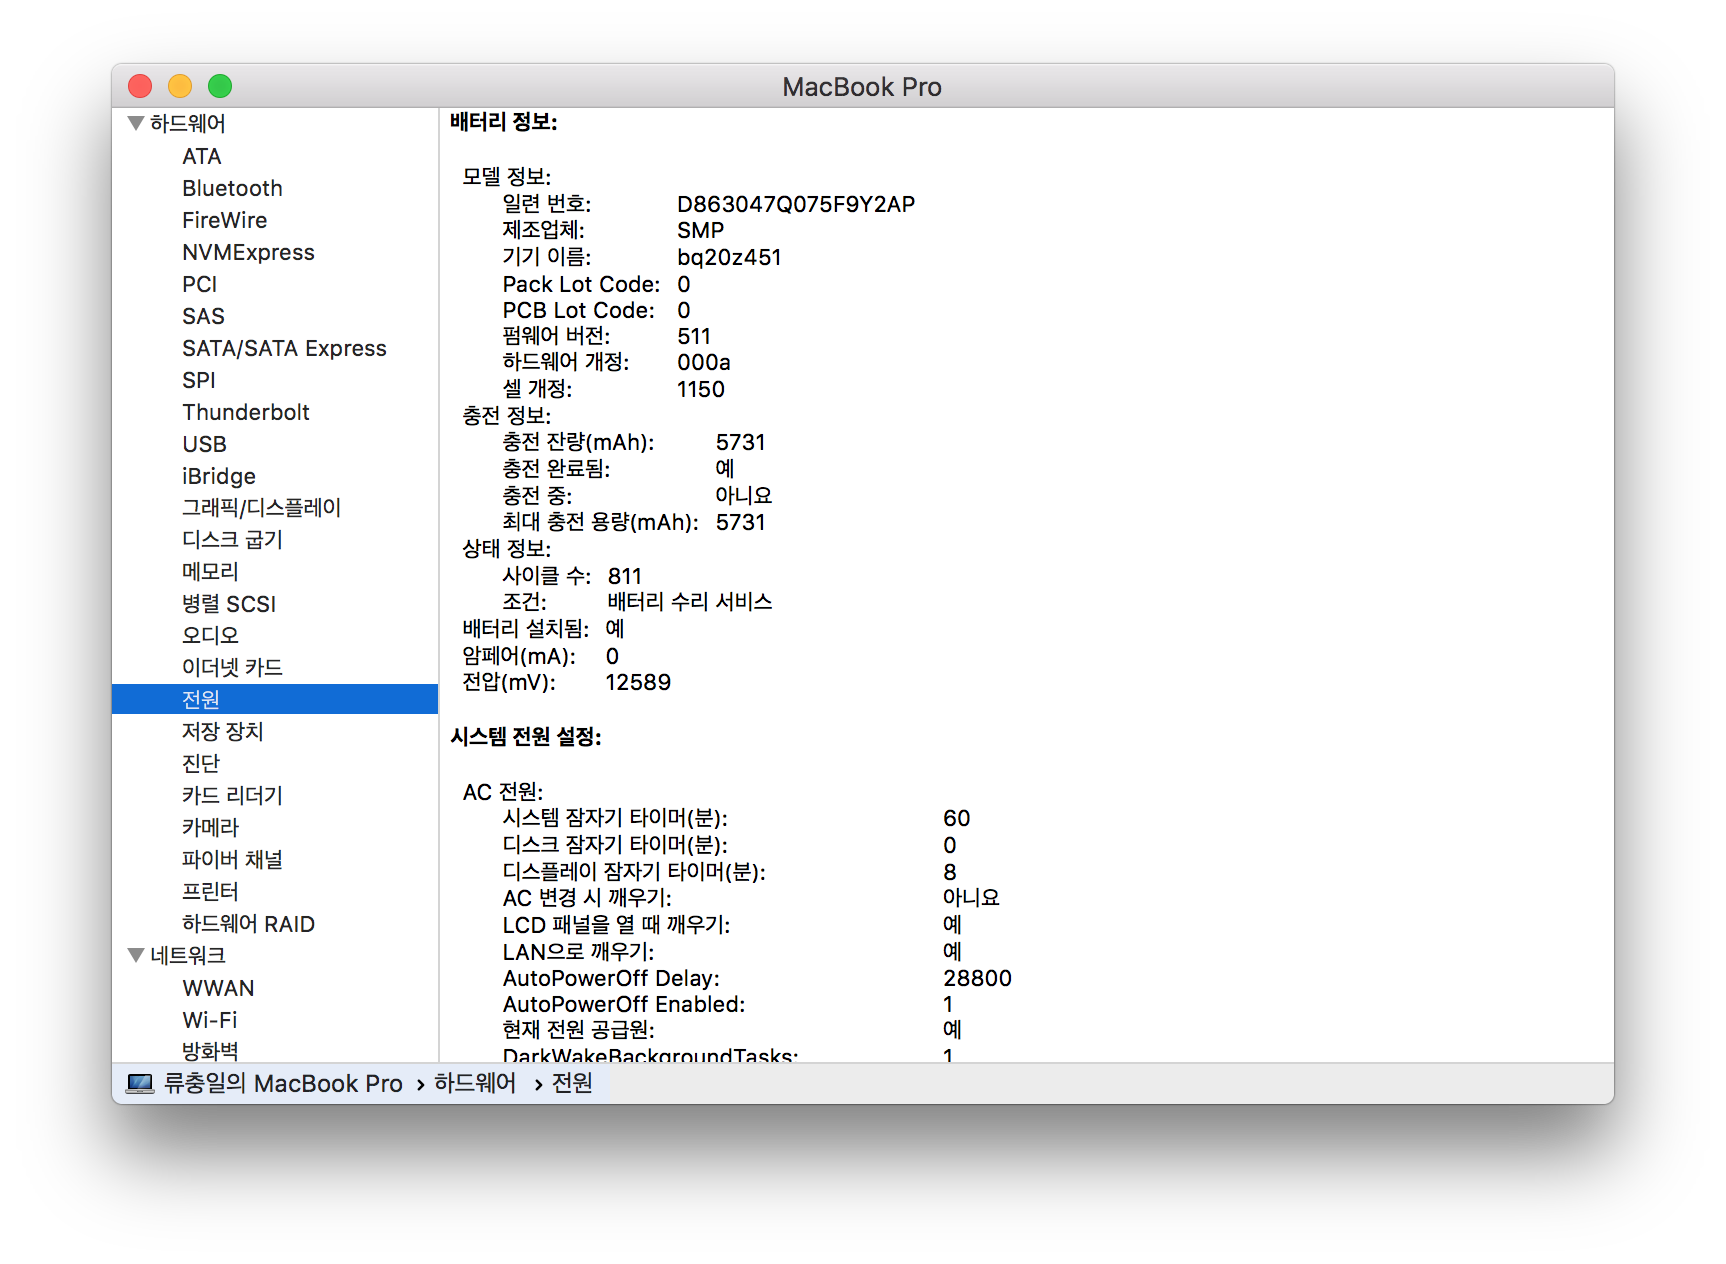 MacBook Pro
하드웨어
ATA
Bluetooth
FireWire
NVMExpress
PCI
SAS
SATA/SATA Express
SPI
Thunderbolt
USB
iBridge
그래픽/디스플레이
디스크 굽기
메모리
병렬 SCSI
오디오
이더넷 카드
전원
저장 장치
진단
카드 리더기
카메라
파이버 채널
프린터
하드웨어 RAID
네트워크
WWAN
Wi-Fi
방화벽
배터리 정보:
모델 정보:
일련 번호: D863047Q075F9Y2AP
제조업체: SMP
기기 이름: bq20z451
Pack Lot Code: 0
PCB Lot Code: 0
펌웨어 버전: 511
하드웨어 개정: 000a
셀 개정: 1150
충전 정보:
충전 잔량(mAh): 5731
충전 완료됨: 예
충전 중: 아니요
최대 충전 용량(mAh): 5731
상태 정보:
사이클 수: 811
조건: 배터리 수리 서비스
배터리 설치됨: 예
암페어(mA): 0
전압(mV): 12589
시스템 전원 설정:
AC 전원:
시스템 잠자기 타이머(분): 60
디스크 잠자기 타이머(분): 0
디스플레이 잠자기 타이머(분): 8
AC 변경 시 깨우기: 아니요
LCD 패널을 열 때 깨우기: 예
LAN으로 깨우기: 예
AutoPowerOff Delay: 28800
AutoPowerOff Enabled: 1
현재 전원 공급원: 예
DarkWakeBackgroundTasks: 1
류충일의 MacBook Pro › 하드웨어 › 전원